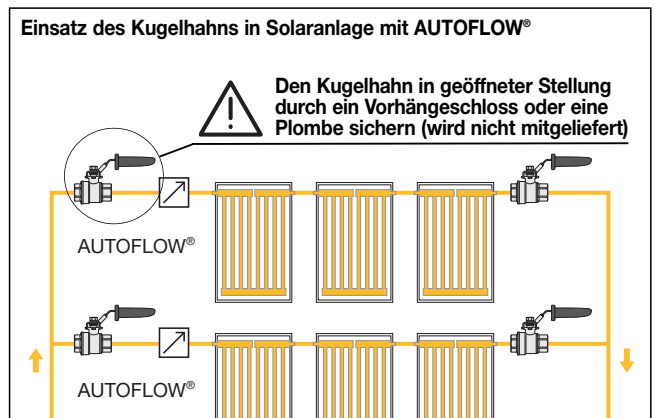 Einsatz des Kugelhahns in Solaranlage mit AUTOFLOW®
Den Kugelhahn in geöffneter Stellung
durch ein Vorhängeschloss oder eine
Plombe sichern (wird nicht mitgeliefert)
AUTOFLOW®
AUTOFLOW®